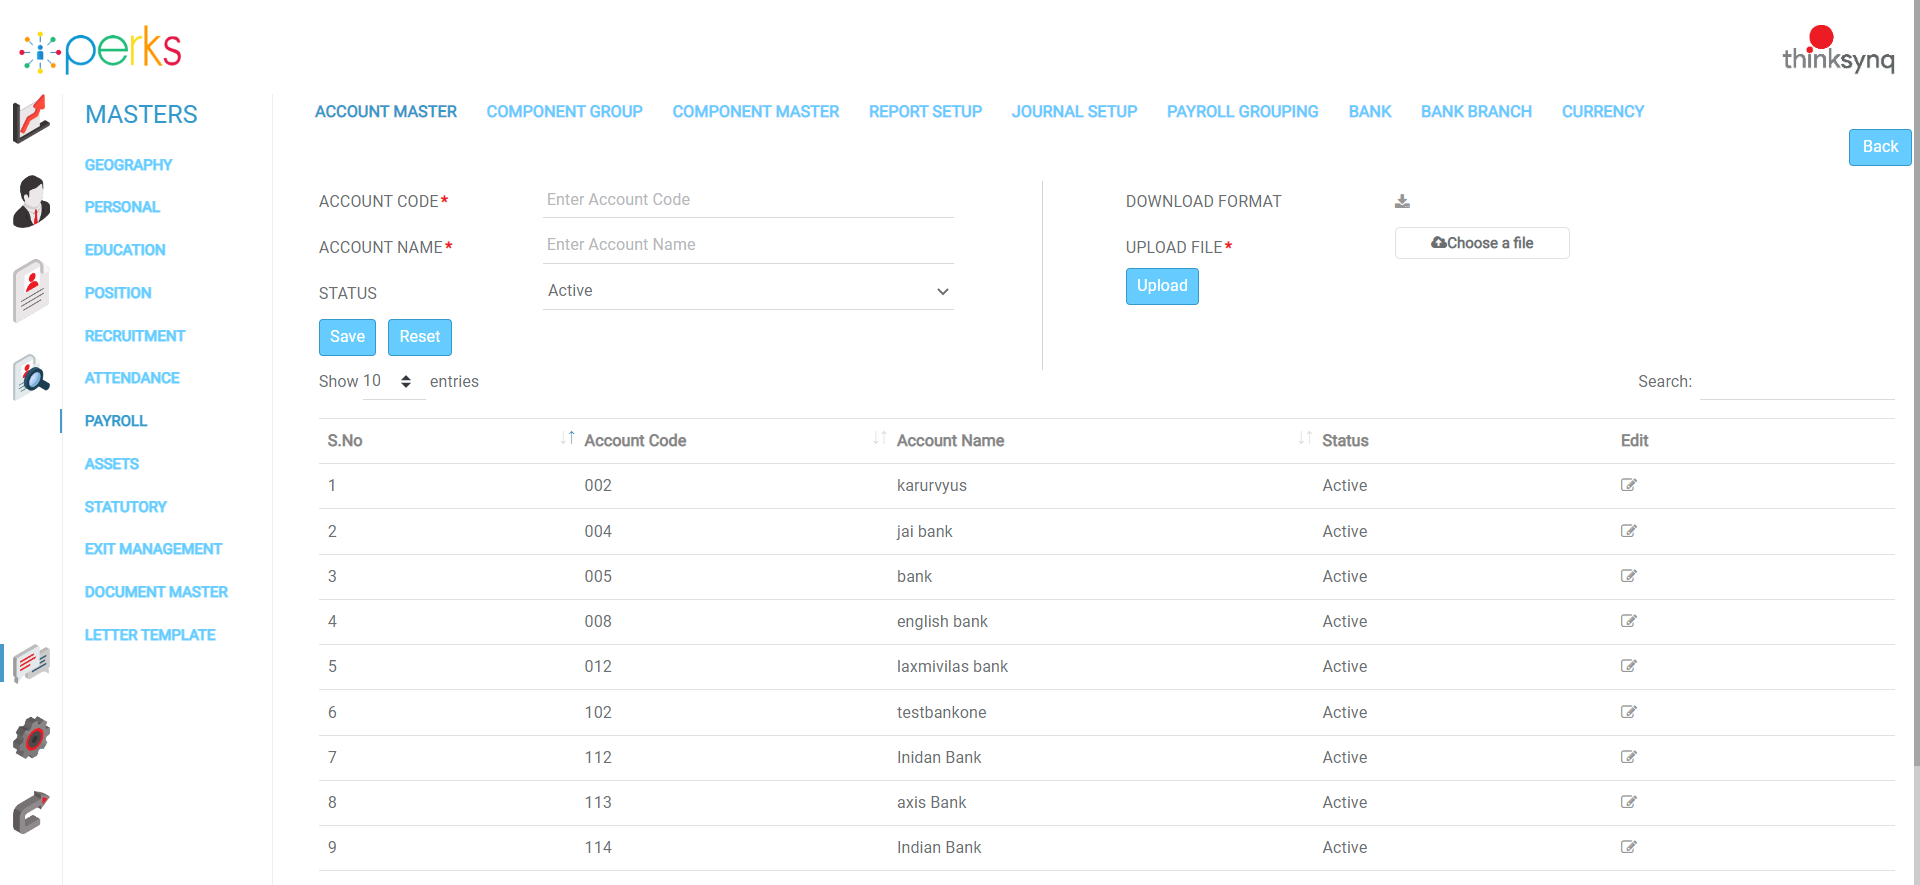 perks
thinksynq
MASTERS
GEOGRAPHY
PERSONAL
EDUCATION
POSITION
RECRUITMENT
ATTENDANCE
PAYROLL
ASSETS
STATUTORY
EXIT MANAGEMENT
DOCUMENT MASTER
LETTER TEMPLATE
ACCOUNT MASTER COMPONENT GROUP COMPONENT MASTER REPORT SETUP JOURNAL SETUP PAYROLL GROUPING BANK BANK BRANCH CURRENCY
Back
ACCOUNT CODE* Enter Account Code
ACCOUNT NAME* Enter Account Name
STATUS Active
Save Reset
DOWNLOAD FORMAT
UPLOAD FILE* Choose a file
Upload
Show 10 entries Search:
S.No Account Code Account Name Status Edit
1 002 karurvyus Active
2 004 jai bank Active
3 005 bank Active
4 008 english bank Active
5 012 laxmivilas bank Active
6 102 testbankone Active
7 112 Inidan Bank Active
8 113 axis Bank Active
9 114 Indian Bank Active